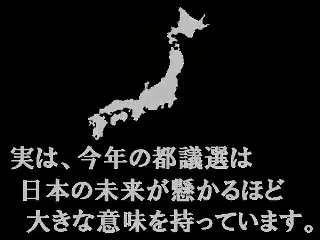 実は、今年の都議選は
日本の未来が懸かるほど
大きな意味を持っています。